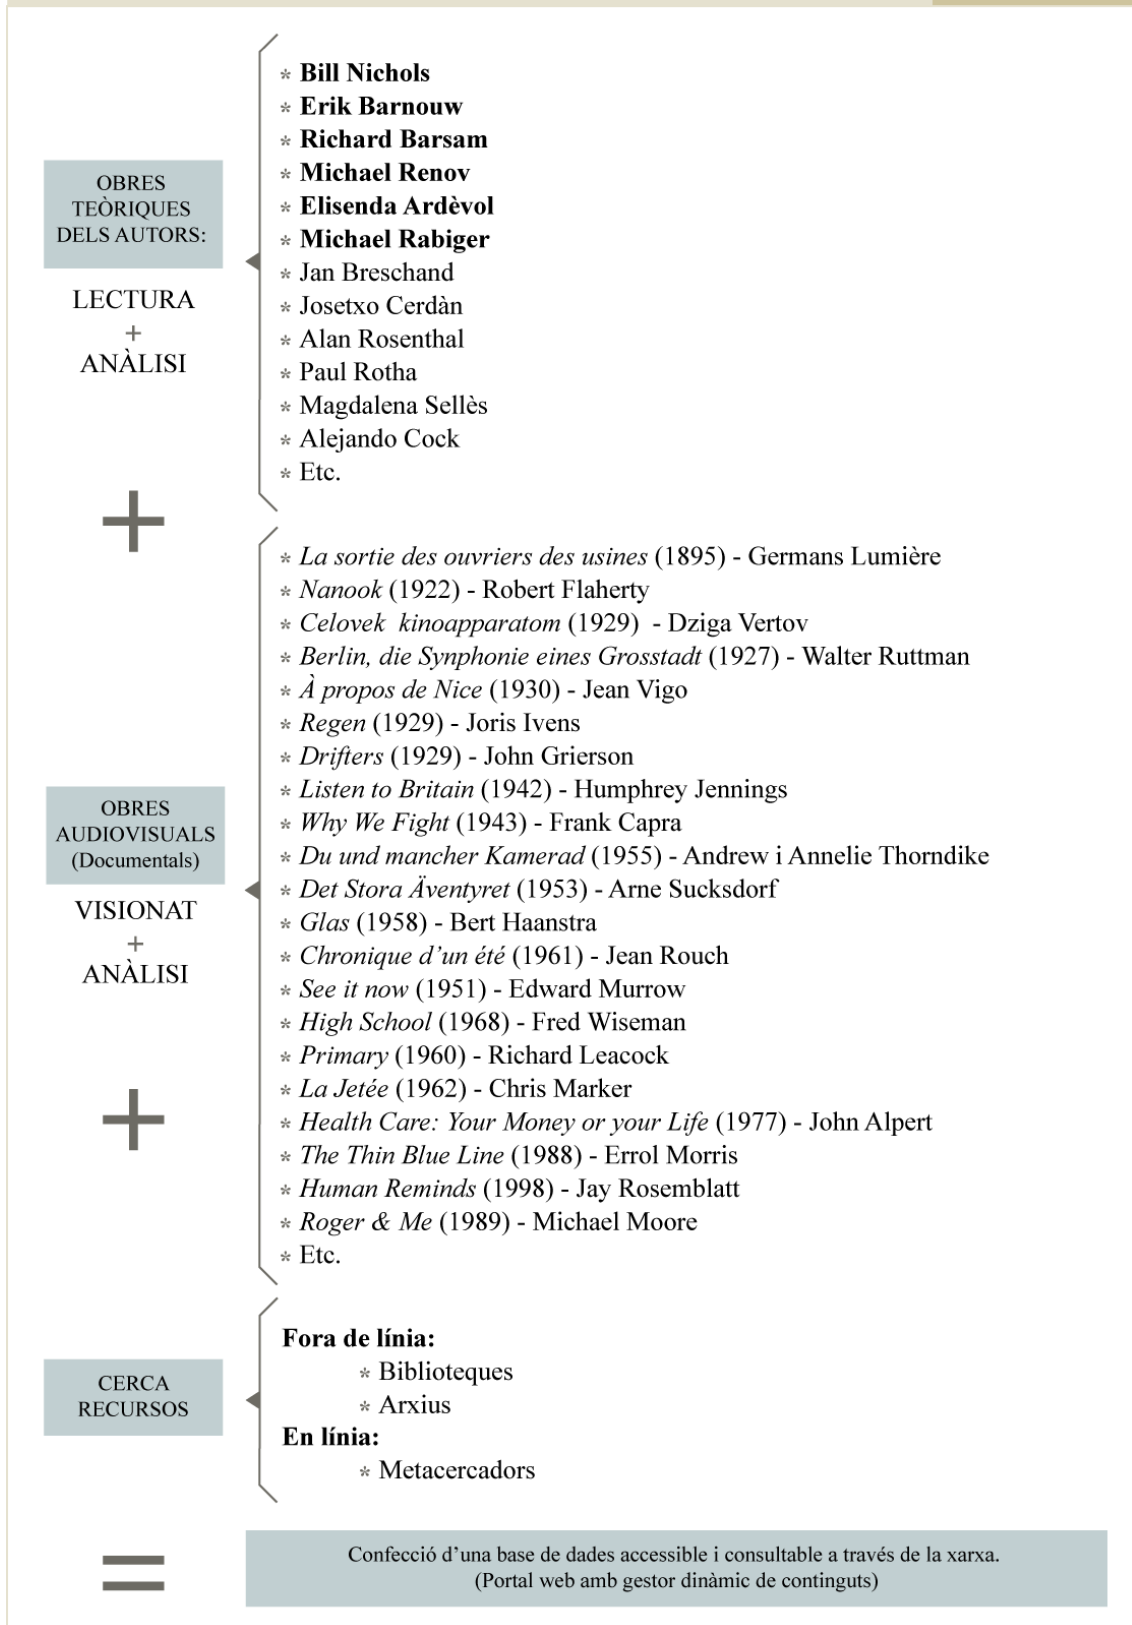 OBRES
TEÒRIQUES
DELS AUTORS:
LECTURA
+
ANÀLISI
* Bill Nichols
* Erik Barnouw
* Richard Barsam
* Michael Renov
* Elisenda Ardèvol
* Michael Rabiger
* Jan Breschand
* Josetxo Cerdàn
* Alan Rosenthal
* Paul Rotha
* Magdalena Sellès
* Alejando Cock
* Etc.
+
OBRES
AUDIOVISUALS
(Documentals)
VISIONAT
+
ANÀLISI
* La sortie des ouvriers des usines (1895) - Germans Lumière
* Nanook (1922) - Robert Flaherty
* Celovek kinoapparatom (1929) - Dziga Vertov
* Berlin, die Synphonie eines Grosstadt (1927) - Walter Ruttman
* À propos de Nice (1930) - Jean Vigo
* Regen (1929) - Joris Ivens
* Drifters (1929) - John Grierson
* Listen to Britain (1942) - Humphrey Jennings
* Why We Fight (1943) - Frank Capra
* Du und mancher Kamerad (1955) - Andrew i Annelie Thorndike
* Det Stora Äventyret (1953) - Arne Sucksdorf
* Glas (1958) - Bert Haanstra
* Chronique d’un été (1961) - Jean Rouch
* See it now (1951) - Edward Murrow
* High School (1968) - Fred Wiseman
* Primary (1960) - Richard Leacock
* La Jetée (1962) - Chris Marker
* Health Care: Your Money or your Life (1977) - John Alpert
* The Thin Blue Line (1988) - Errol Morris
* Human Reminds (1998) - Jay Rosemblatt
* Roger & Me (1989) - Michael Moore
* Etc.
+
CERCA
RECURSOS
Fora de línia:
* Biblioteques
* Arxius
En línia:
* Metacercadors
=
Confecció d’una base de dades accessible i consultable a través de la xarxa.
(Portal web amb gestor dinàmic de continguts)